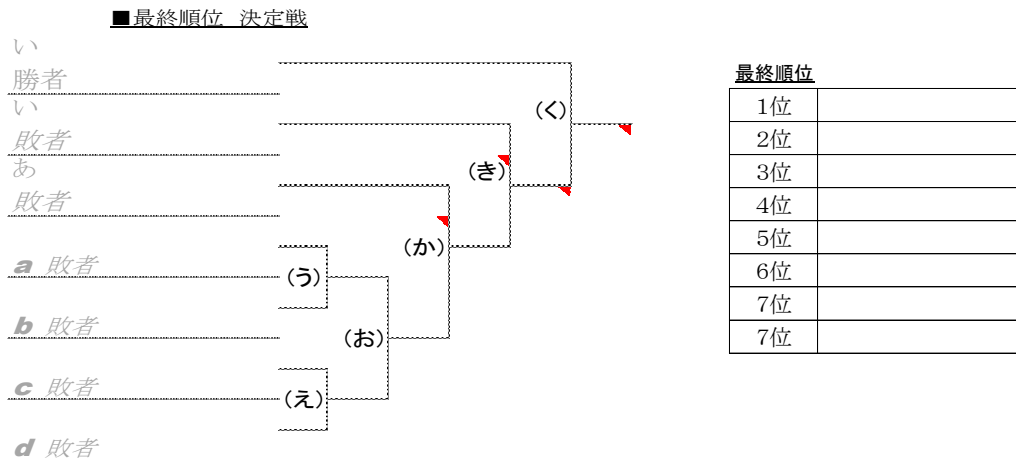 ■最終順位 決定戦
い
勝者
い
敗者
あ
敗者
a 敗者
b 敗者
c 敗者
d 敗者
(う)
(え)
(お)
(か)
(き)
(く)
最終順位
1位
2位
3位
4位
5位
6位
7位
7位